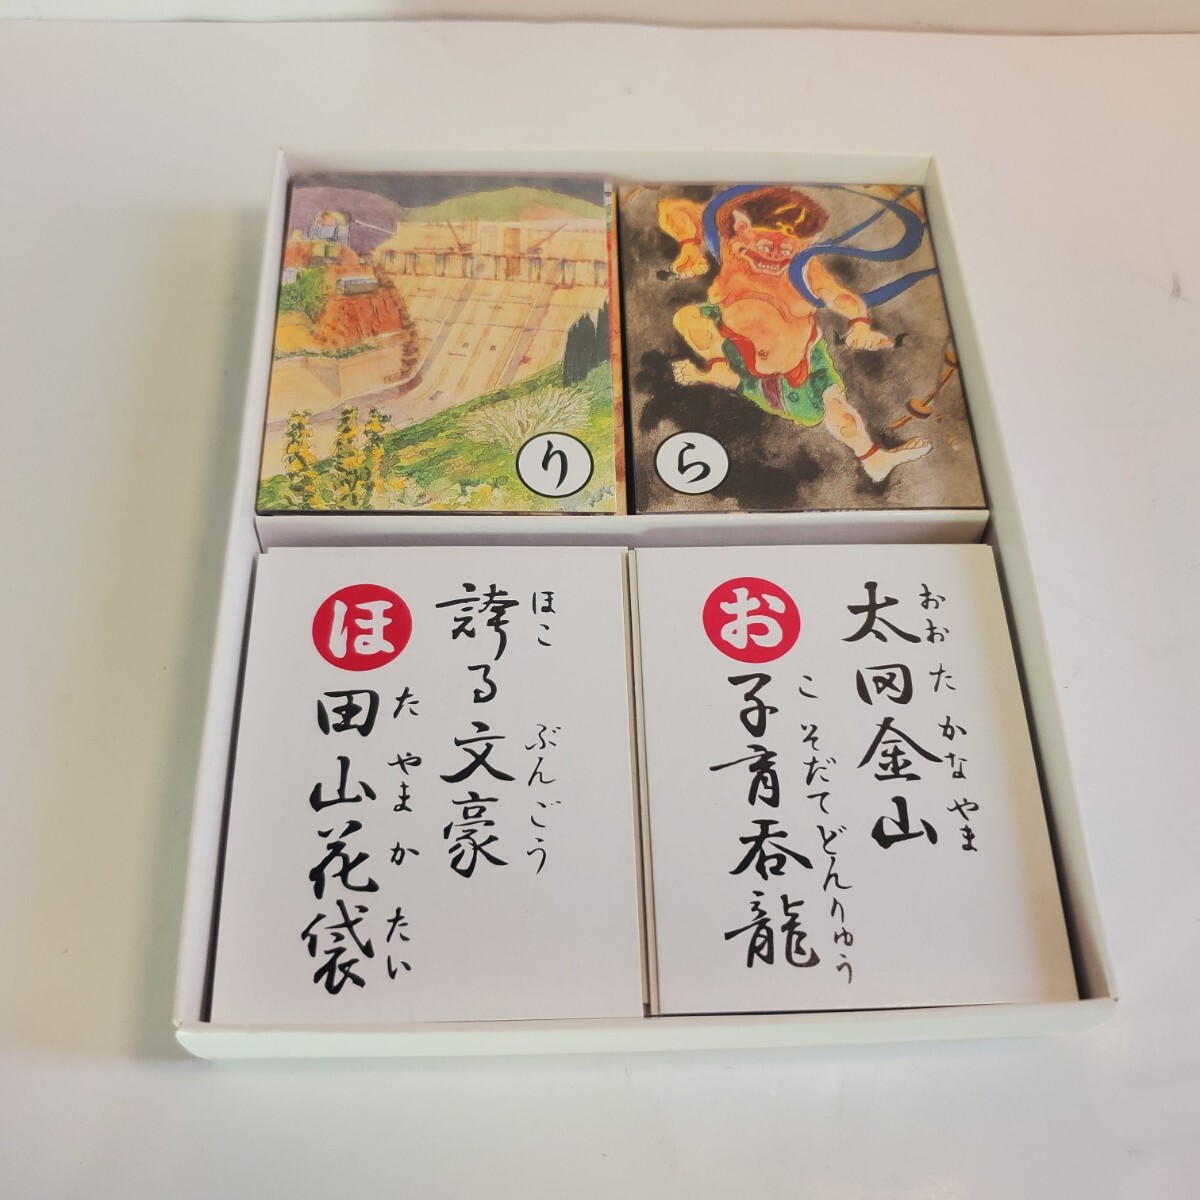 り
ら
ほ
誇る文豪
ほこ ぶんごう
田山花袋
た やま か たい
お
太田金山
おお た かな やま
子育呑龍
こ そだて どんりゅう